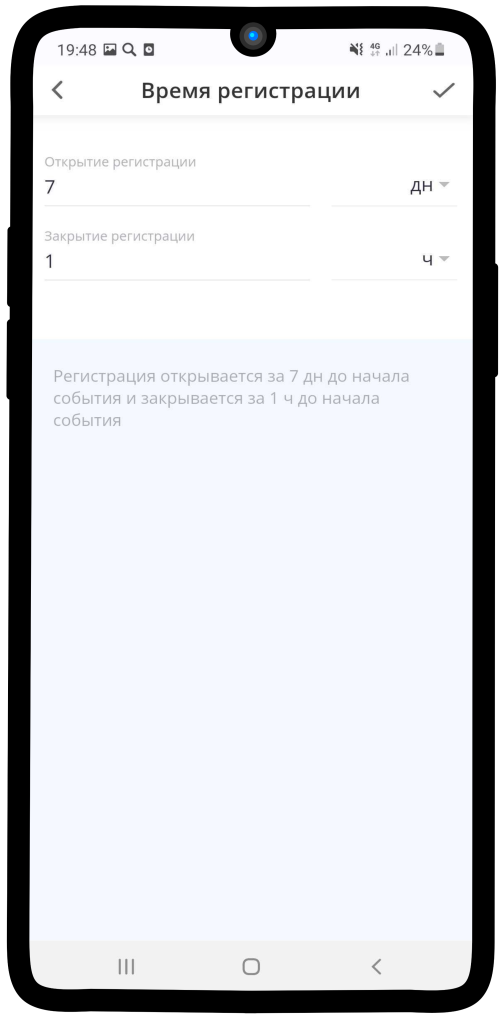 19:48 4G 24%
Время регистрации
Открытие регистрации
7 дн
Закрытие регистрации
1 ч
Регистрация открывается за 7 дн до начала
события и закрывается за 1 ч до начала
события